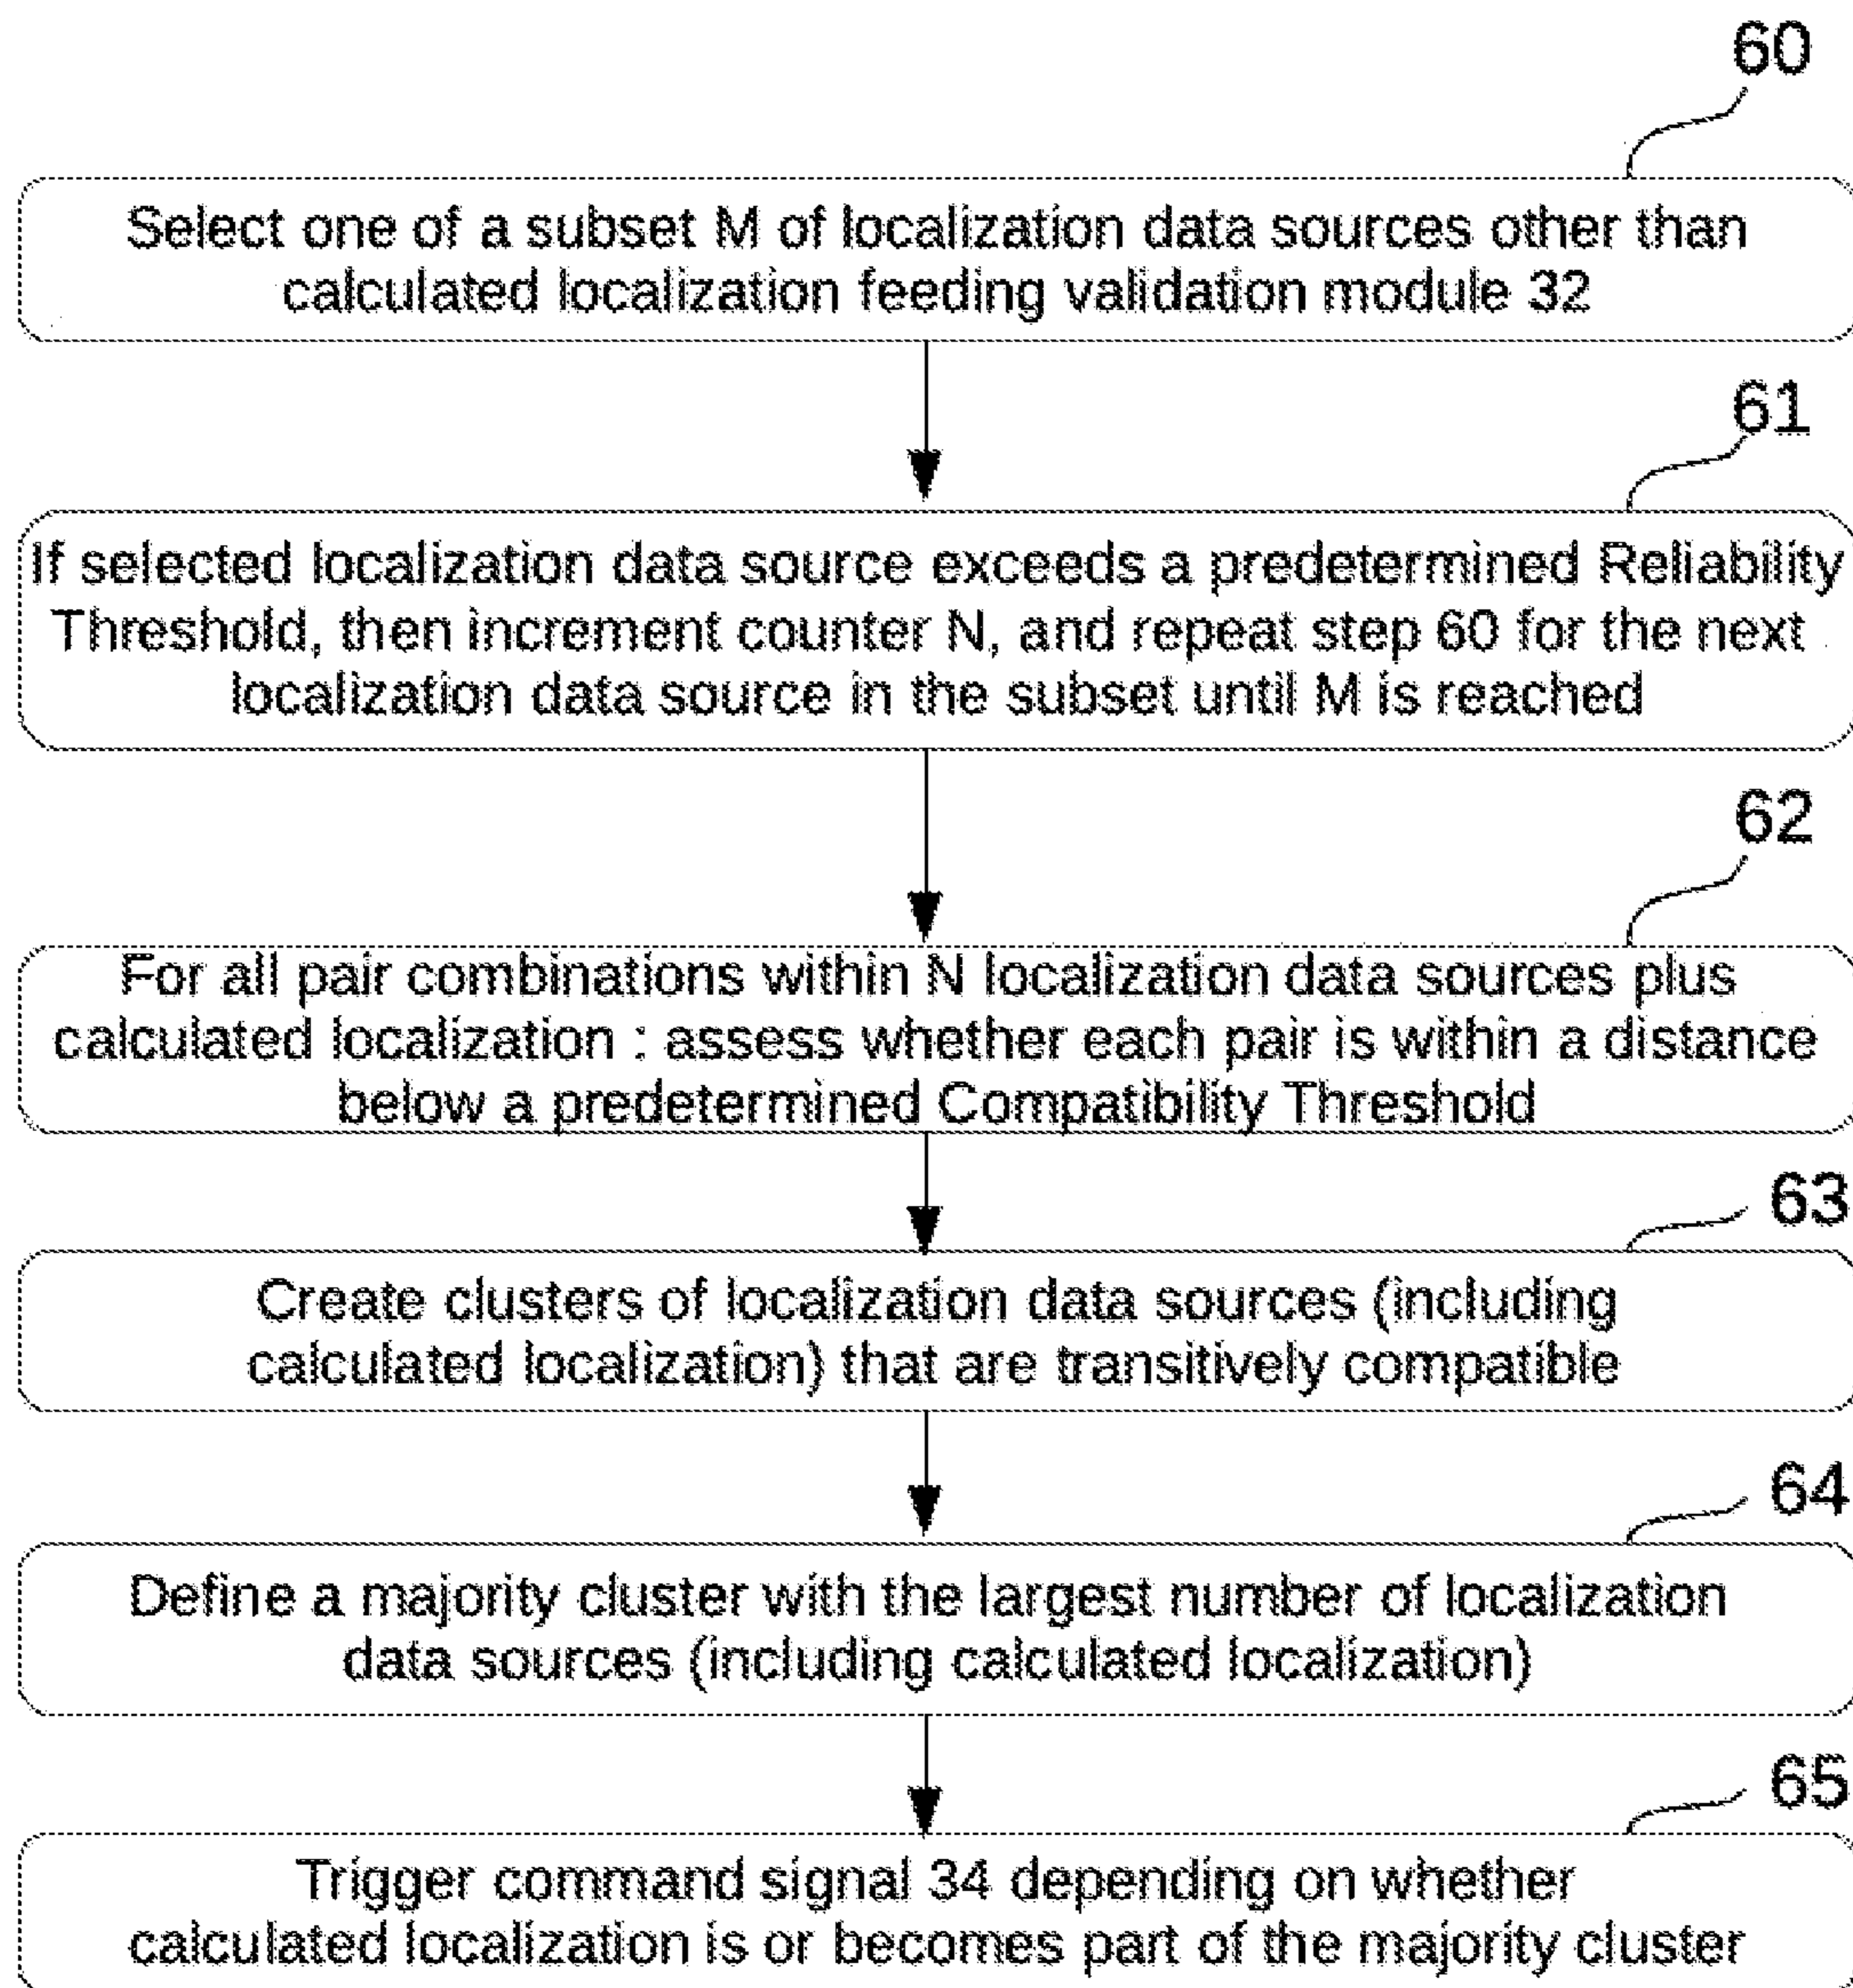 60
Select one of a subset M of localization data sources other than
calculated localization feeding validation module 32
61
If selected localization data source exceeds a predetermined Reliability
Threshold, then increment counter N, and repeat step 60 for the next
localization data source in the subset until M is reached
62
For all pair combinations within N localization data sources plus
calculated localization : assess whether each pair is within a distance
below a predetermined Compatibility Threshold
63
Create clusters of localization data sources (including
calculated localization) that are transitively compatible
64
Define a majority cluster with the largest number of localization
data sources (including calculated localization)
65
Trigger command signal 34 depending on whether
calculated localization is or becomes part of the majority cluster